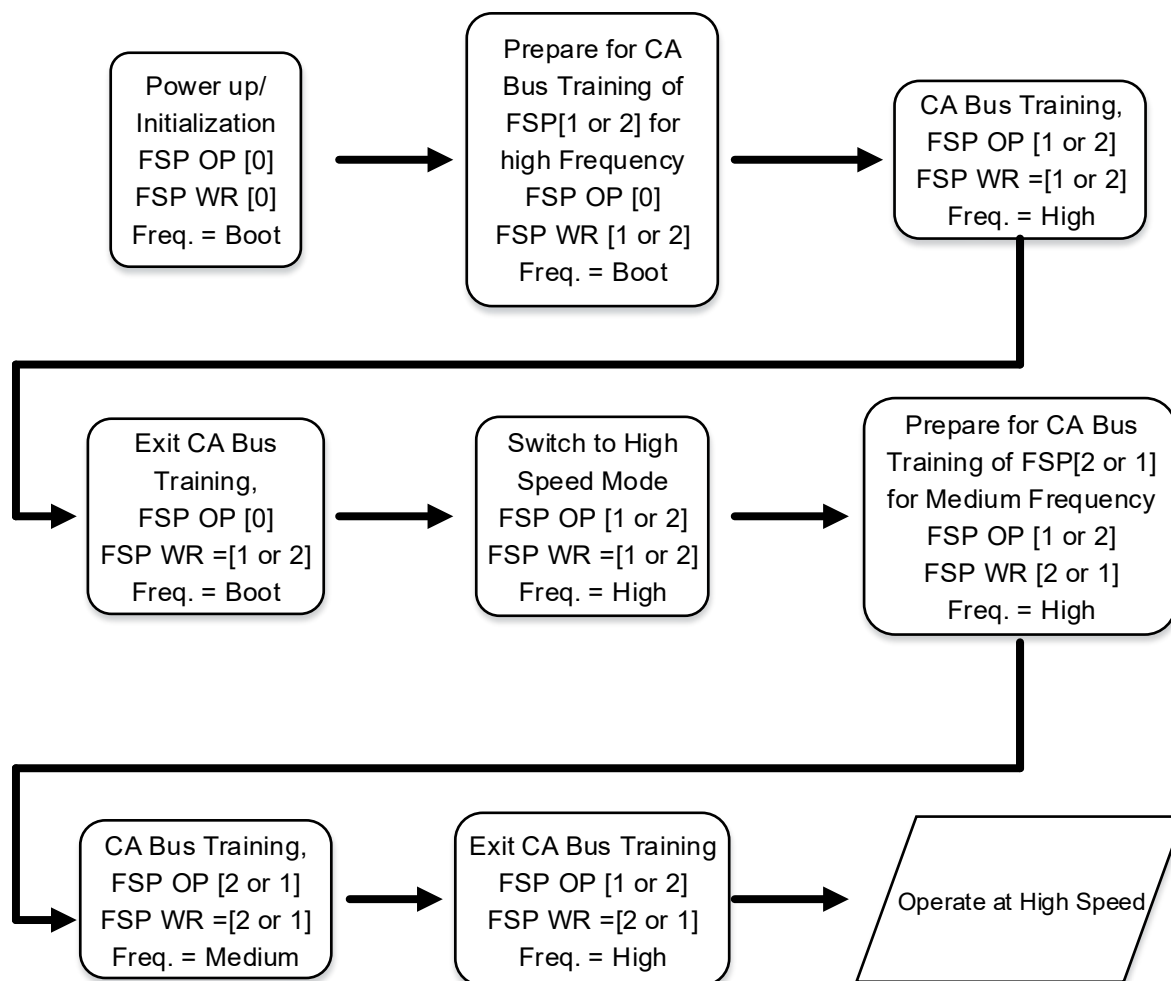 Power up/
Initialization
FSP OP [0]
FSP WR [0]
Freq. = Boot
Prepare for CA
Bus Training of
FSP[1 or 2] for
high Frequency
FSP OP [0]
FSP WR [1 or 2]
Freq. = Boot
CA Bus Training,
FSP OP [1 or 2]
FSP WR =[1 or 2]
Freq. = High
Exit CA Bus
Training,
FSP OP [0]
FSP WR =[1 or 2]
Freq. = Boot
Switch to High
Speed Mode
FSP OP [1 or 2]
FSP WR =[1 or 2]
Freq. = High
Prepare for CA Bus
Training of FSP[2 or 1]
for Medium Frequency
FSP OP [1 or 2]
FSP WR [2 or 1]
Freq. = High
CA Bus Training,
FSP OP [2 or 1]
FSP WR =[2 or 1]
Freq. = Medium
Exit CA Bus Training
FSP OP [1 or 2]
FSP WR =[2 or 1]
Freq. = High
Operate at High Speed